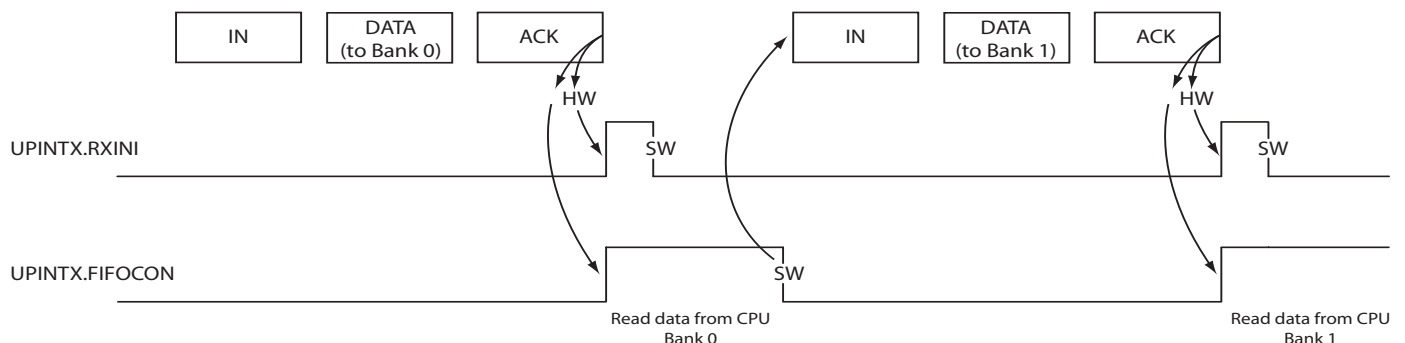 IN
DATA
(to Bank 0)
ACK
IN
DATA
(to Bank 1)
ACK
HW
HW
UPINTX.RXINI
SW
SW
UPINTX.FIFOCON
SW
Read data from CPU
Bank 0
Read data from CPU
Bank 1